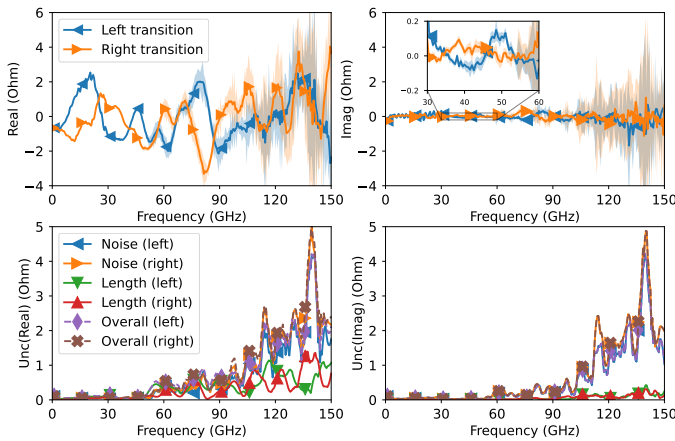 6
4
2
0
−2
−4
Real (Ohm)
Left transition
Right transition
0 30 60 90 120 150
Frequency (GHz)
6
4
2
0
−2
−4
Imag (Ohm)
0.2
0.0
−0.2
30 40 50 60
0 30 60 90 120 150
Frequency (GHz)
5
4
3
2
1
0
Unc(Real) (Ohm)
Noise (left)
Noise (right)
Length (left)
Length (right)
Overall (left)
Overall (right)
0 30 60 90 120 150
Frequency (GHz)
5
4
3
2
1
0
Unc(Imag) (Ohm)
0 30 60 90 120 150
Frequency (GHz)